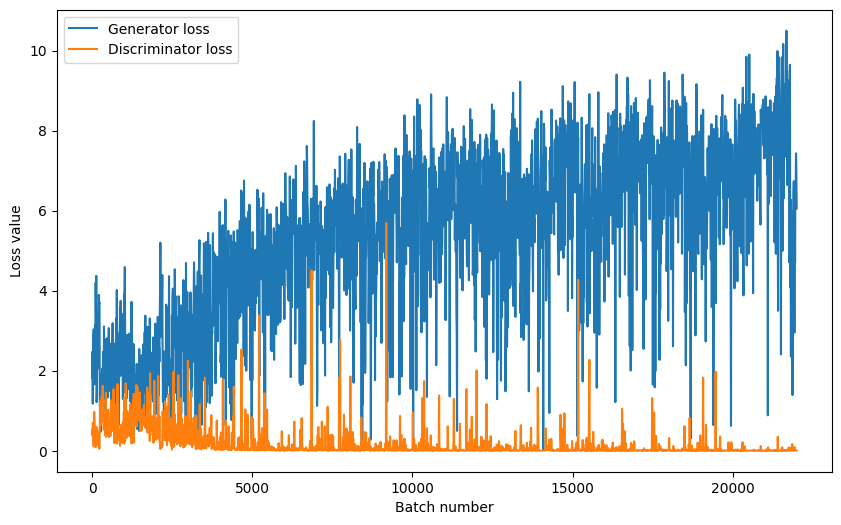 Generator loss
Discriminator loss
10
8
6
4
2
0
Loss value
0 5000 10000 15000 20000
Batch number